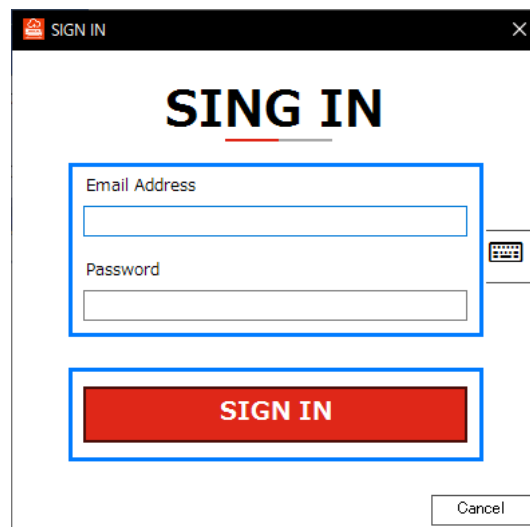 SIGN IN
SING IN
Email Address
Password
SIGN IN
Cancel